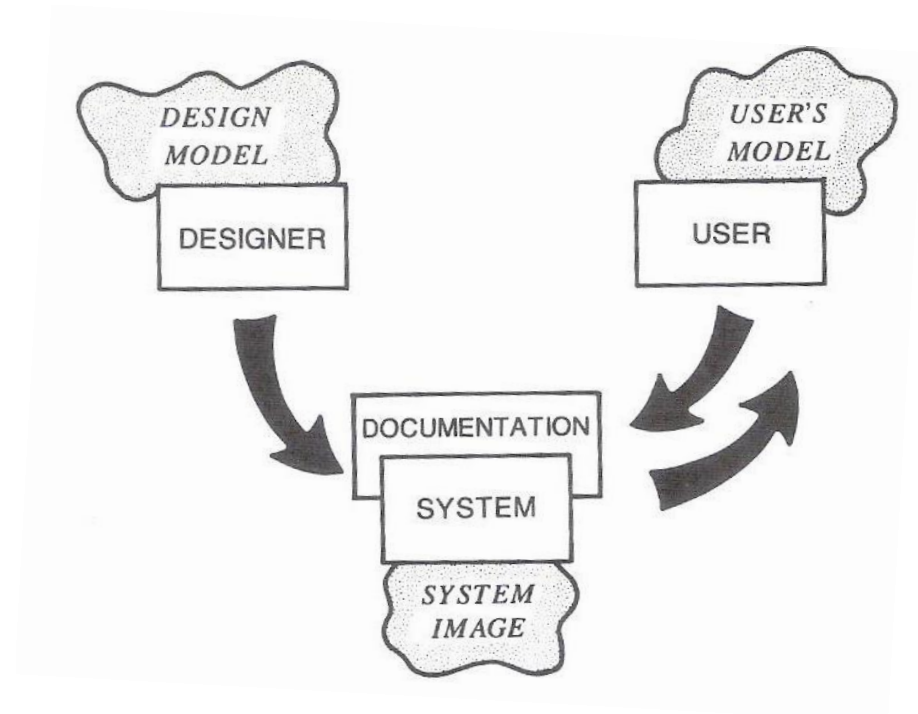 DESIGN
MODEL
DESIGNER
USER'S
MODEL
USER
DOCUMENTATION
SYSTEM
SYSTEM
IMAGE